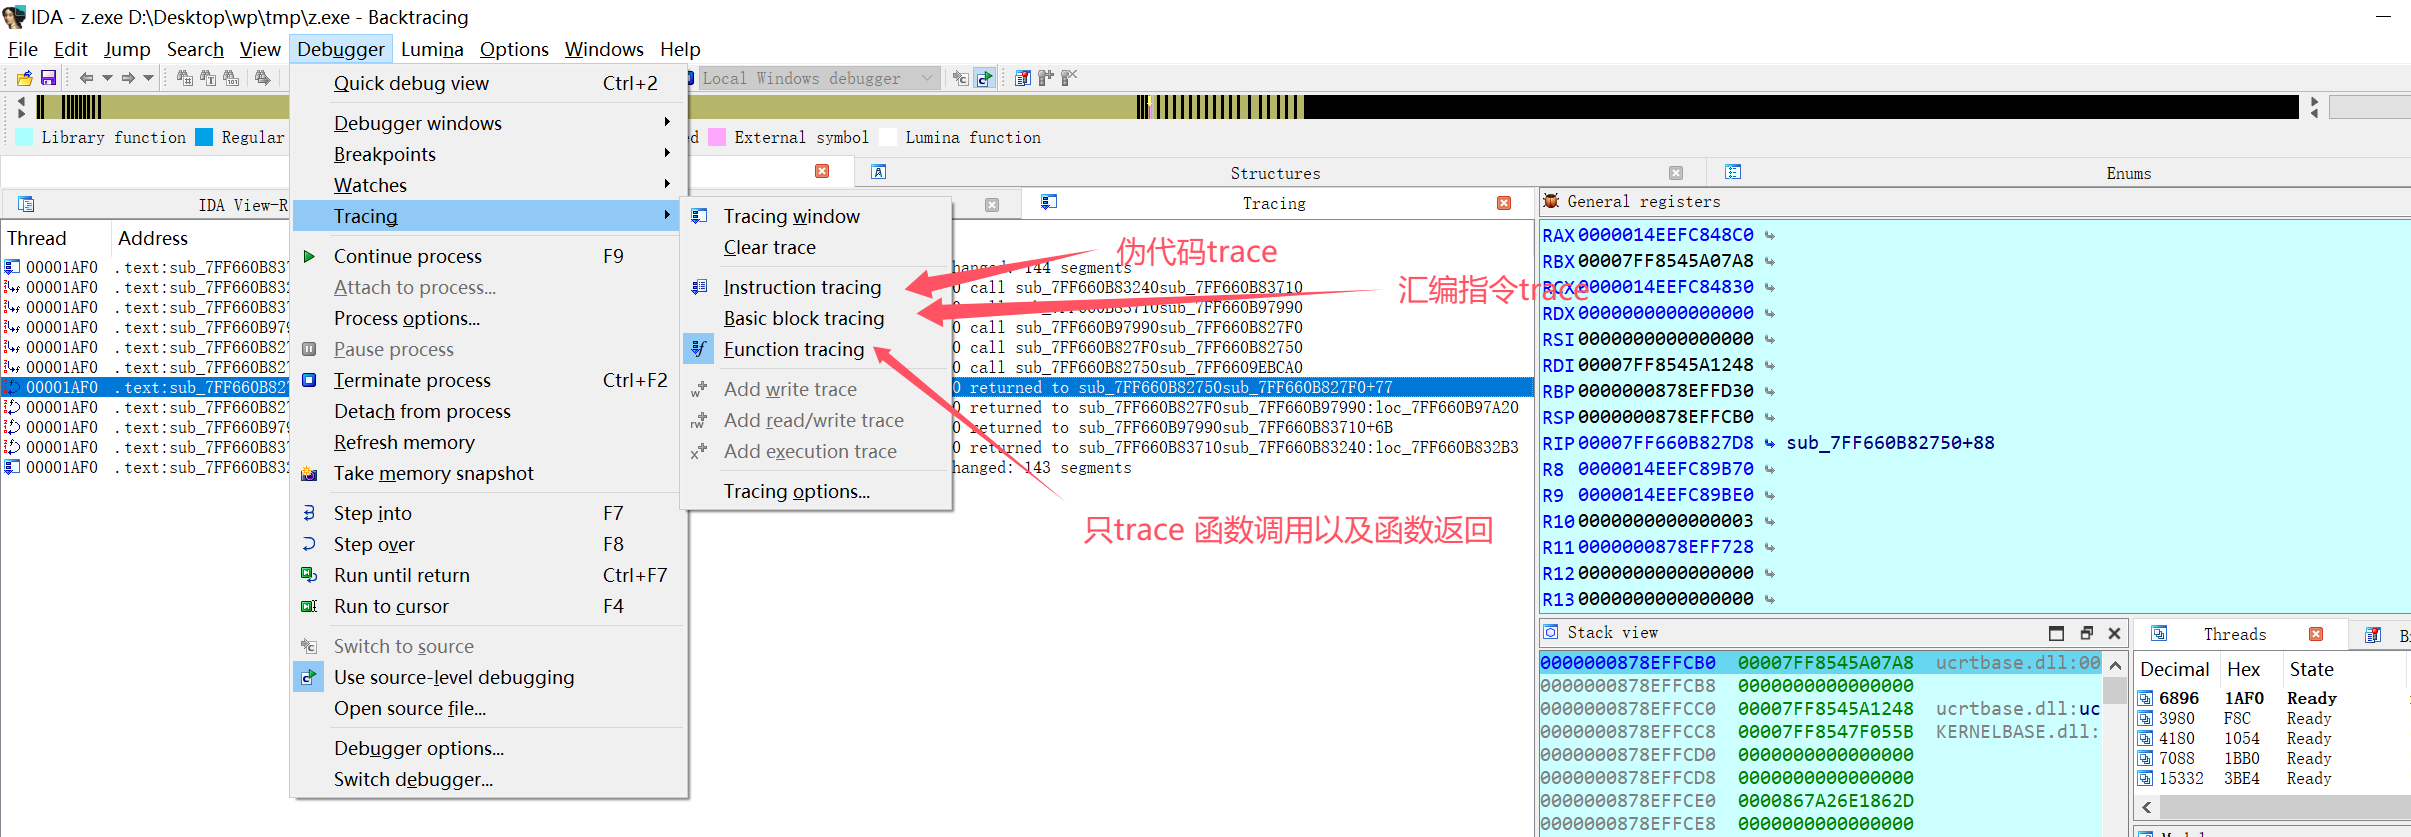 IDA - z.exe D:\Desktop\wp\tmp\z.exe - Backtracing
File Edit Jump Search View Debugger Lumina Options Windows Help
Local Windows debugger
Library function Regular External symbol Lumina function
Structures Enums
IDA View-R Tracing General registers
Thread Address
00001AF0 .text:sub_7FF660B837
00001AF0 .text:sub_7FF660B832
00001AF0 .text:sub_7FF660B837
00001AF0 .text:sub_7FF660B979
00001AF0 .text:sub_7FF660B827
00001AF0 .text:sub_7FF660B827
00001AF0 .text:sub_7FF660B827
00001AF0 .text:sub_7FF660B827
00001AF0 .text:sub_7FF660B979
00001AF0 .text:sub_7FF660B837
00001AF0 .text:sub_7FF660B832
Quick debug view Ctrl+2
Debugger windows
Breakpoints
Watches
Tracing
Continue process F9
Attach to process...
Process options...
Pause process
Terminate process Ctrl+F2
Detach from process
Refresh memory
Take memory snapshot
Step into F7
Step over F8
Run until return Ctrl+F7
Run to cursor F4
Switch to source
Use source-level debugging
Open source file...
Debugger options...
Switch debugger...
Tracing window
Clear trace
Instruction tracing
Basic block tracing
Function tracing
Add write trace
Add read/write trace
Add execution trace
Tracing options...
伪代码trace
汇编指令trace
只trace 函数调用以及函数返回
hanged: 144 segments
0 call sub_7FF660B83240sub_7FF660B83710
sub_7FF660B97990
0 call sub_7FF660B97990sub_7FF660B827F0
0 call sub_7FF660B827F0sub_7FF660B82750
0 call sub_7FF660B82750sub_7FF6609EBCA0
0 returned to sub_7FF660B82750sub_7FF660B827F0+77
0 returned to sub_7FF660B827F0sub_7FF660B97990:loc_7FF660B97A20
0 returned to sub_7FF660B97990sub_7FF660B83710+6B
0 returned to sub_7FF660B83710sub_7FF660B83240:loc_7FF660B832B3
hanged: 143 segments
RAX 0000014EEFC848C0
RBX 00007FF8545A07A8
RCX 0000014EEFC84830
RDX 0000000000000000
RSI 0000000000000000
RDI 00007FF8545A1248
RBP 0000000878EFFD30
RSP 0000000878EFFCB0
RIP 00007FF660B827D8 sub_7FF660B82750+88
R8 0000014EEFC89B70
R9 0000014EEFC89BE0
R10 0000000000000003
R11 0000000878EFF728
R12 0000000000000000
R13 0000000000000000
Stack view
0000000878EFFCB0 00007FF8545A07A8 ucrtbase.dll:00
0000000878EFFCB8 0000000000000000
0000000878EFFCC0 00007FF8545A1248 ucrtbase.dll:uc
0000000878EFFCC8 00007FF8547F055B KERNELBASE.dll:
0000000878EFFCD0 0000000000000000
0000000878EFFCD8 0000000000000000
0000000878EFFCE0 0000867A26E1862D
0000000878EFFCE8 0000000000000000
Threads
Decimal Hex State
6896 1AF0 Ready
3980 F8C Ready
4180 1054 Ready
7088 1BB0 Ready
15332 3BE4 Ready